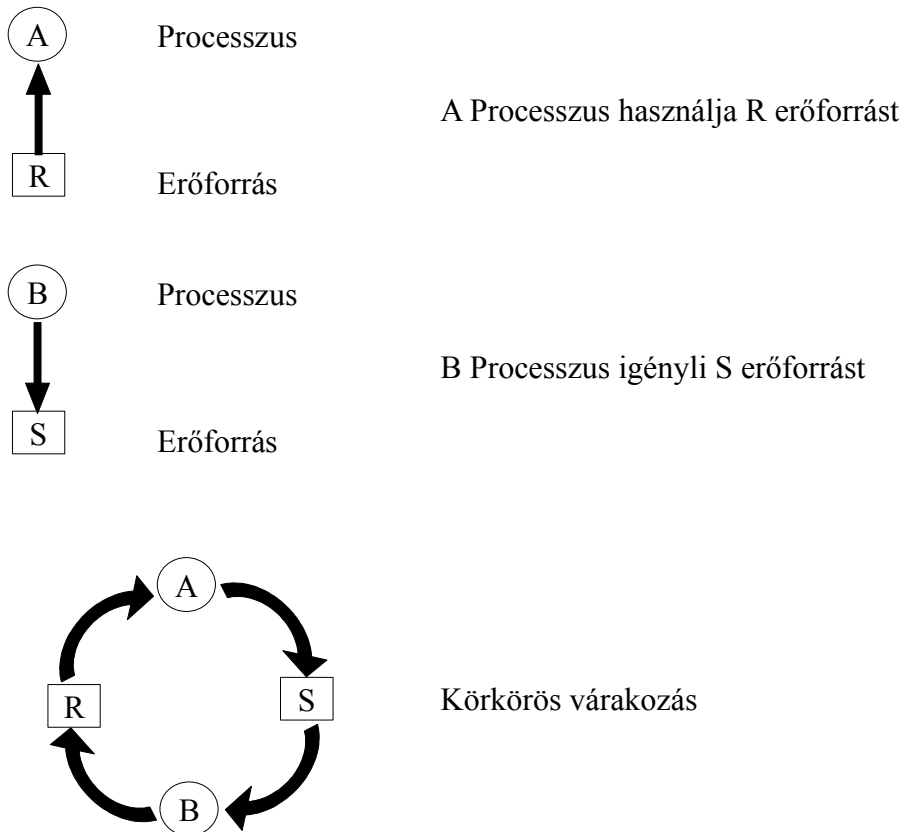 A Processzus
A Processzus használja R erőforrást
R Erőforrás
B Processzus
B Processzus igényli S erőforrást
S Erőforrás
A
R
S
Körkörös várakozás
B